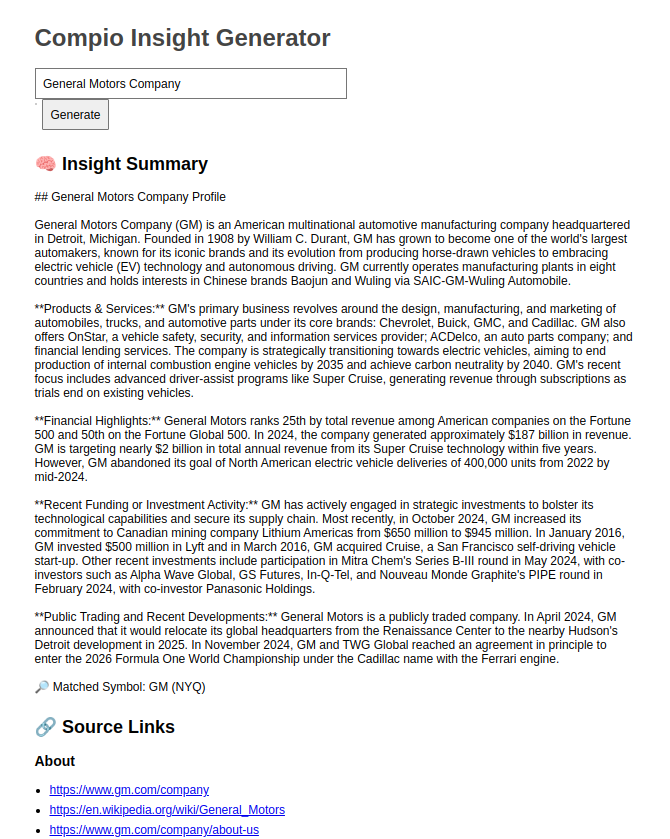 Compio Insight Generator
General Motors Company
Generate
🧠 Insight Summary
## General Motors Company Profile
General Motors Company (GM) is an American multinational automotive manufacturing company headquartered
in Detroit, Michigan. Founded in 1908 by William C. Durant, GM has grown to become one of the world's largest
automakers, known for its iconic brands and its evolution from producing horse-drawn vehicles to embracing
electric vehicle (EV) technology and autonomous driving. GM currently operates manufacturing plants in eight
countries and holds interests in Chinese brands Baojun and Wuling via SAIC-GM-Wuling Automobile.
**Products & Services:** GM's primary business revolves around the design, manufacturing, and marketing of
automobiles, trucks, and automotive parts under its core brands: Chevrolet, Buick, GMC, and Cadillac. GM also
offers OnStar, a vehicle safety, security, and information services provider; ACDelco, an auto parts company; and
financial lending services. The company is strategically transitioning towards electric vehicles, aiming to end
production of internal combustion engine vehicles by 2035 and achieve carbon neutrality by 2040. GM's recent
focus includes advanced driver-assist programs like Super Cruise, generating revenue through subscriptions as
trials end on existing vehicles.
**Financial Highlights:** General Motors ranks 25th by total revenue among American companies on the Fortune
500 and 50th on the Fortune Global 500. In 2024, the company generated approximately $187 billion in revenue.
GM is targeting nearly $2 billion in total annual revenue from its Super Cruise technology within five years.
However, GM abandoned its goal of North American electric vehicle deliveries of 400,000 units from 2022 by
mid-2024.
**Recent Funding or Investment Activity:** GM has actively engaged in strategic investments to bolster its
technological capabilities and secure its supply chain. Most recently, in October 2024, GM increased its
commitment to Canadian mining company Lithium Americas from $650 million to $945 million. In January 2016,
GM invested $500 million in Lyft and in March 2016, GM acquired Cruise, a San Francisco self-driving vehicle
start-up. Other recent investments include participation in Mitra Chem's Series B-III round in May 2024, with co-
investors such as Alpha Wave Global, GS Futures, In-Q-Tel, and Nouveau Monde Graphite's PIPE round in
February 2024, with co-investor Panasonic Holdings.
**Public Trading and Recent Developments:** General Motors is a publicly traded company. In April 2024, GM
announced that it would relocate its global headquarters from the Renaissance Center to the nearby Hudson's
Detroit development in 2025. In November 2024, GM and TWG Global reached an agreement in principle to
enter the 2026 Formula One World Championship under the Cadillac name with the Ferrari engine.
🔎 Matched Symbol: GM (NYQ)
🔗 Source Links
About
• https://www.gm.com/company
• https://en.wikipedia.org/wiki/General_Motors
• https://www.gm.com/company/about-us